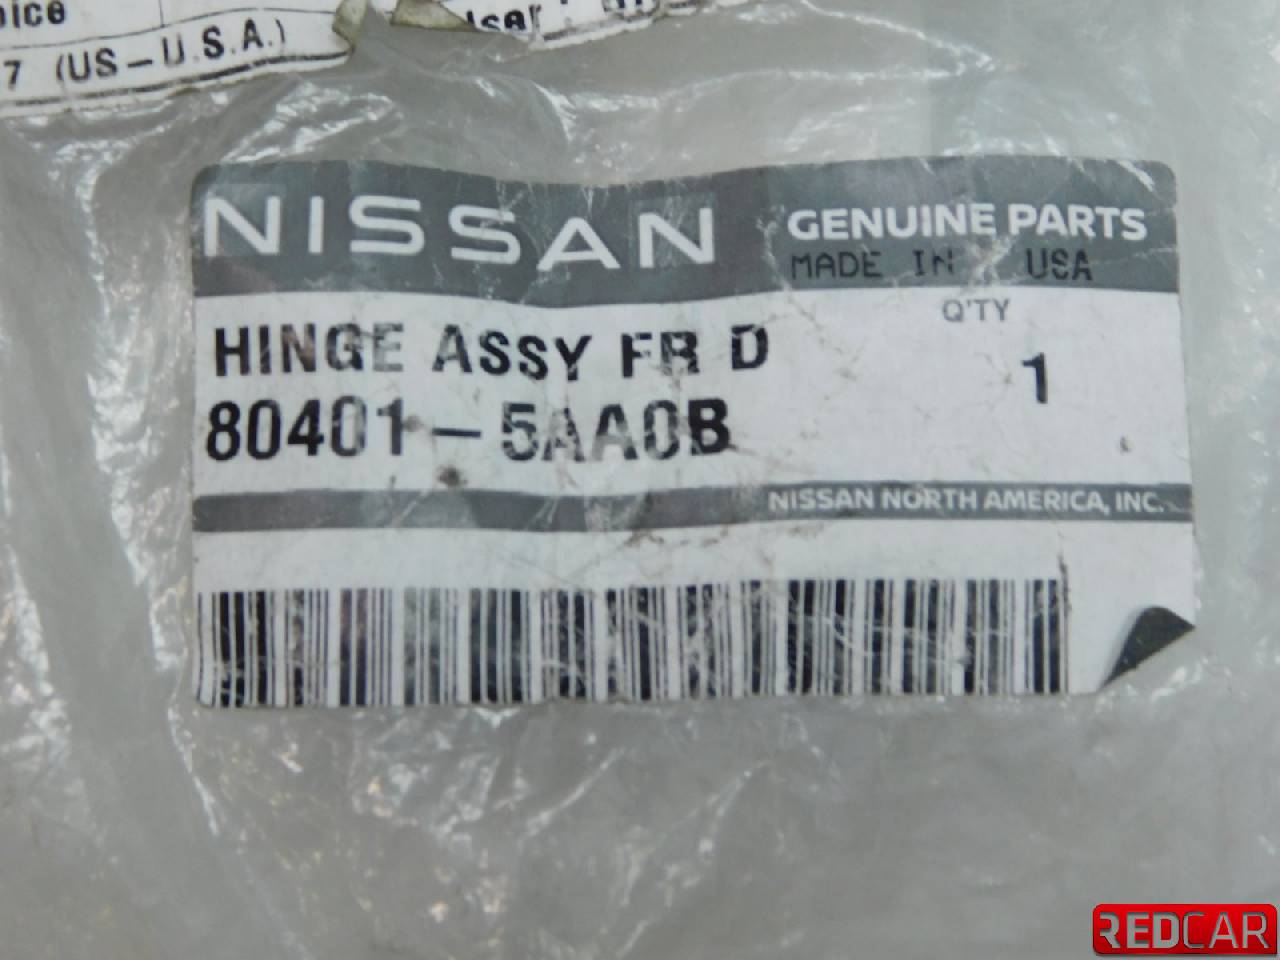 7 (US-U.S.A.)
NISSAN
GENUINE PARTS
MADE IN USA
Q'TY
HINGE ASSY FR D
1
80401-5AA0B
NISSAN NORTH AMERICA, INC.
REDCAR